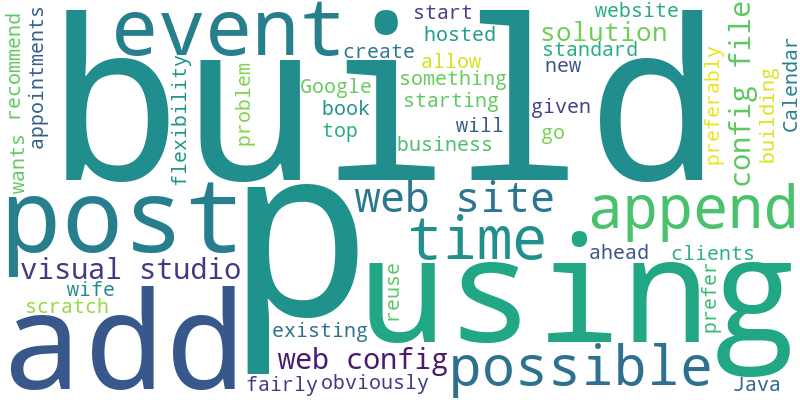 build
event
start
website
hosted
solution
create
standard
allow
new
something
Google
starting
book
given
top
will
go
business
wants recommend
appointments
flexibility
problem
preferably
config file
building
Calendar
post
p
web site
append
time
using
visual studio
ahead
clients
wife
scratch
reuse
prefer
add
existing
web config
possible
fairly
obviously
Java